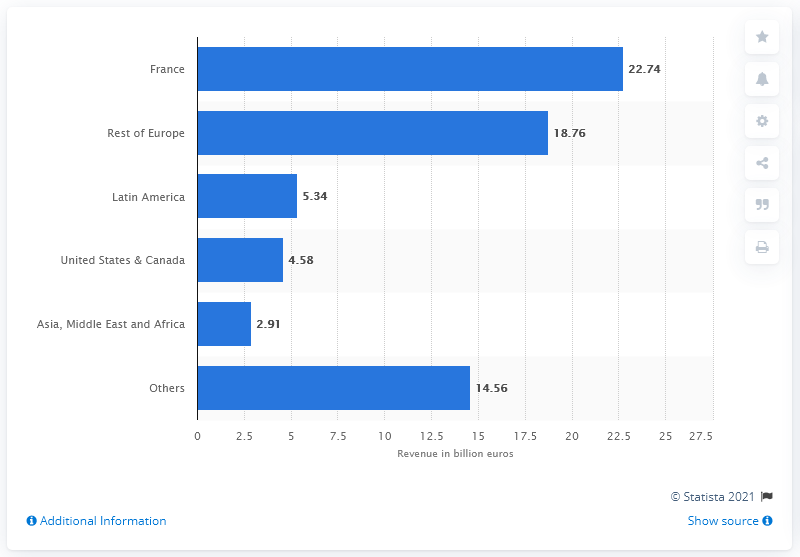 France 22.74
Rest of Europe 18.76
Latin America 5.34
United States & Canada 4.58
Asia, Middle East and Africa 2.91
Others 14.56
0 2.5 5 7.5 10 12.5 15 17.5 20 22.5 25 27.5
Revenue in billion euros
© Statista 2021
Additional Information Show source